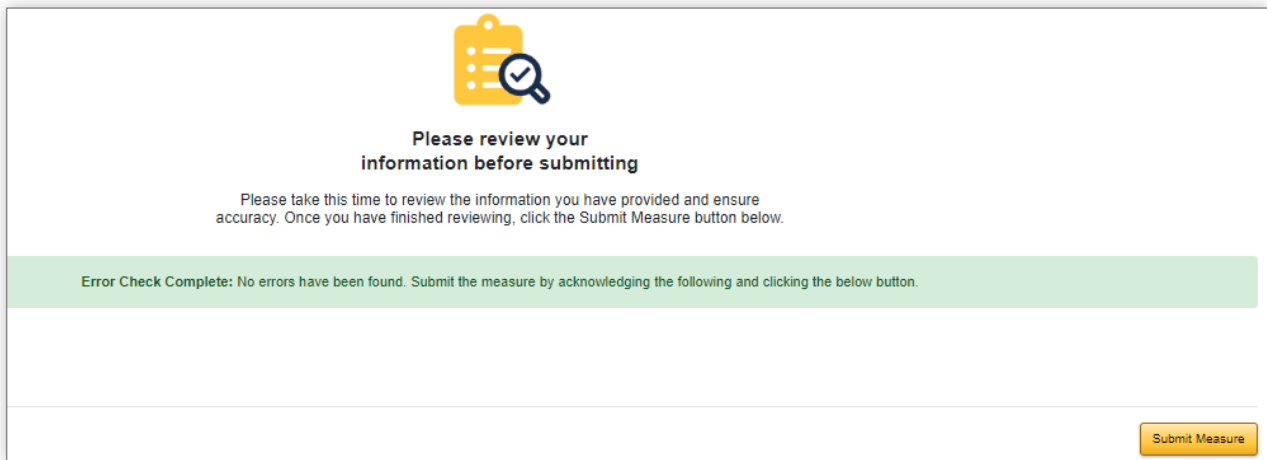 Please review your
information before submitting
Please take this time to review the information you have provided and ensure
accuracy. Once you have finished reviewing, click the Submit Measure button below.
Error Check Complete: No errors have been found. Submit the measure by acknowledging the following and clicking the below button.
Submit Measure